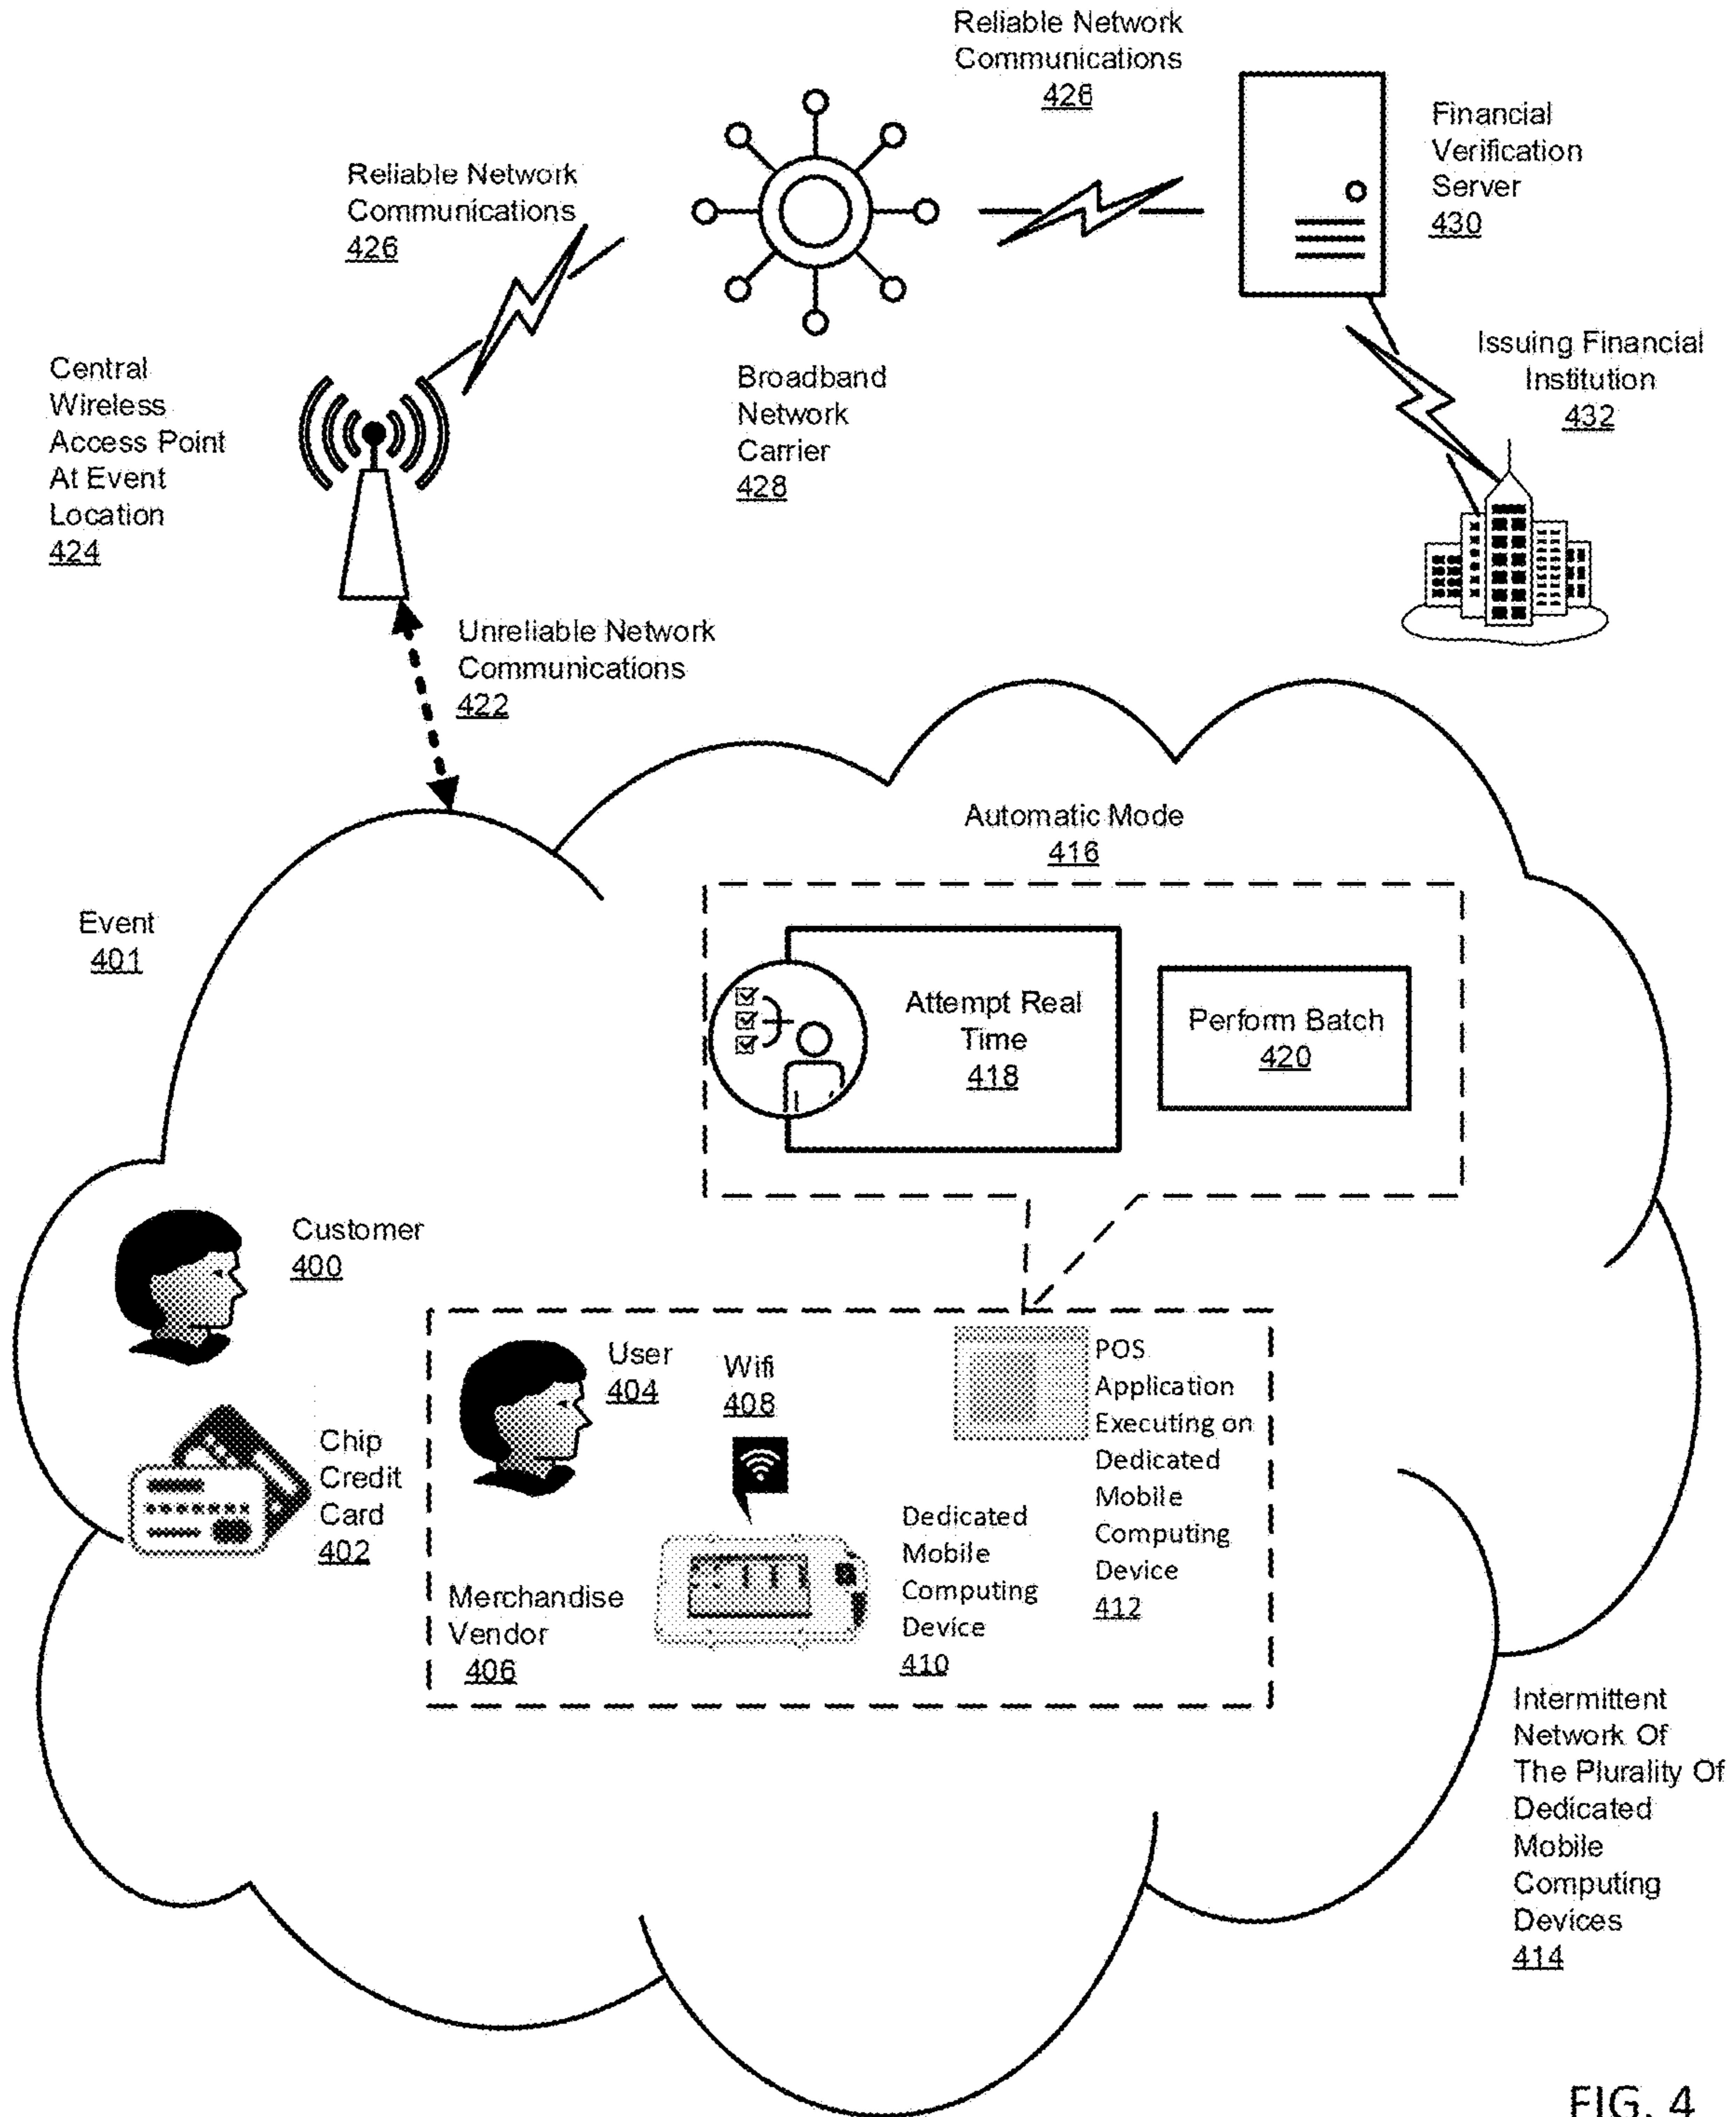 Reliable Network
Communications
426
Financial
Verification
Server
430
Reliable Network
Communications
426
Issuing Financial
Institution
432
Central
Wireless
Access Point
At Event
Location
424
Broadband
Network
Carrier
428
Unreliable Network
Communications
422
Automatic Mode
416
Event
401
Attempt Real
Time
418
Perform Batch
420
Customer
400
Chip
Credit
Card
402
User
404
Wifi
408
POS
Application
Executing on
Dedicated
Mobile
Computing
Device
412
Dedicated
Mobile
Computing
Device
410
Merchandise
Vendor
406
Intermittent
Network Of
The Plurality Of
Dedicated
Mobile
Computing
Devices
414
FIG. 4